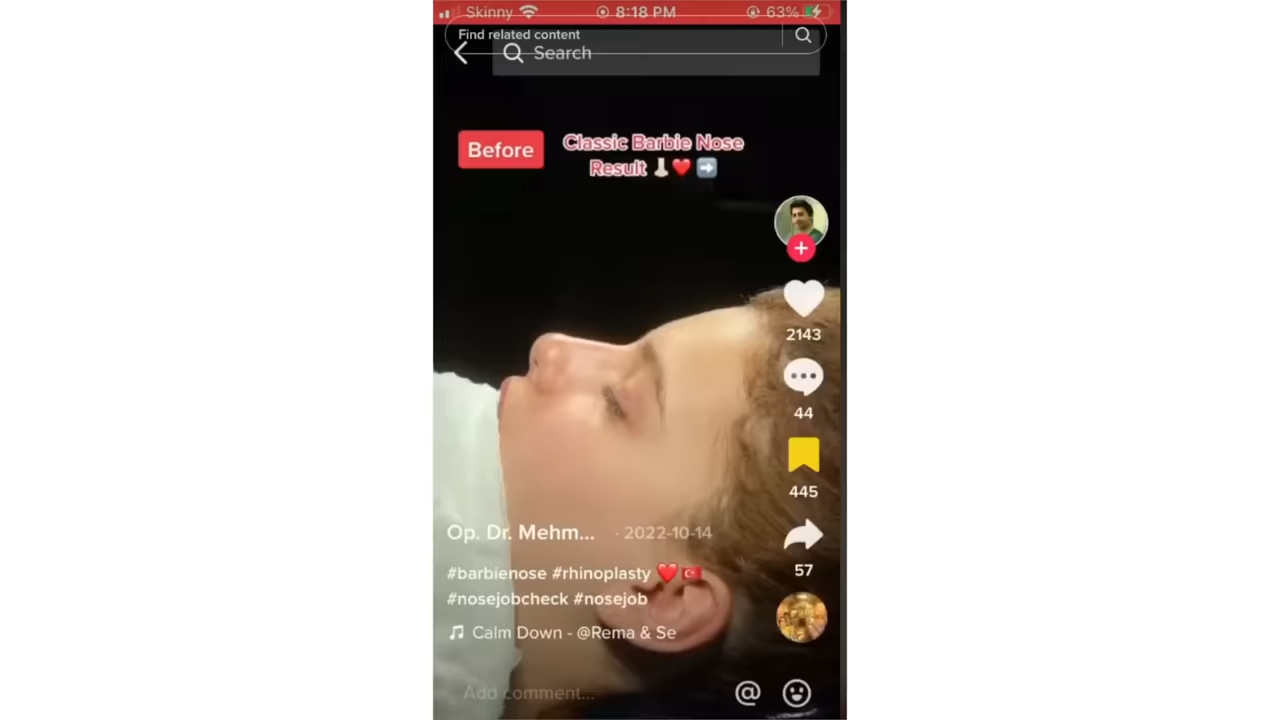 Skinny 8:18 PM 63%
Find related content
Search
Before
Classic Barbie Nose
Result 👃❤️➡️
2143
44
445
Op. Dr. Mehm... · 2022-10-14
57
#barbienose #rhinoplasty ❤️🇹🇷
#nosejobcheck #nosejob
Calm Down - @Rema & Se
Add comment...